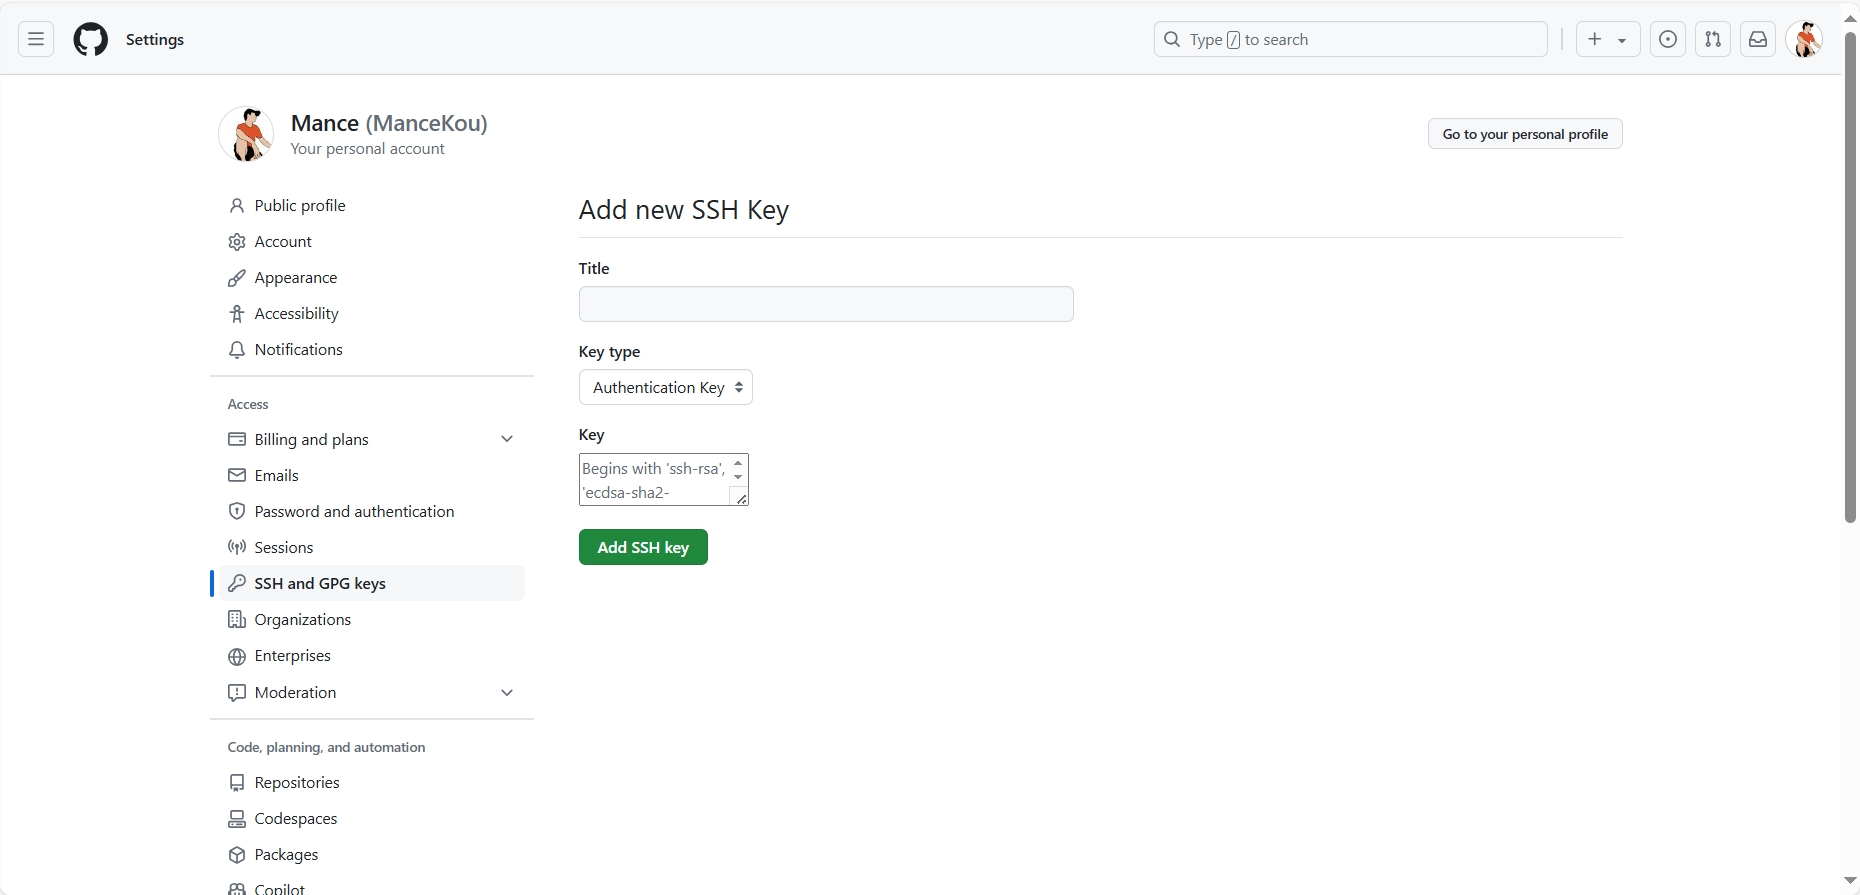 Settings
Type / to search
Mance (ManceKou)
Your personal account
Go to your personal profile
Public profile
Account
Appearance
Accessibility
Notifications
Access
Billing and plans
Emails
Password and authentication
Sessions
SSH and GPG keys
Organizations
Enterprises
Moderation
Code, planning, and automation
Repositories
Codespaces
Packages
Copilot
Add new SSH Key
Title
Key type
Authentication Key
Key
Begins with 'ssh-rsa',
'ecdsa-sha2-
Add SSH key